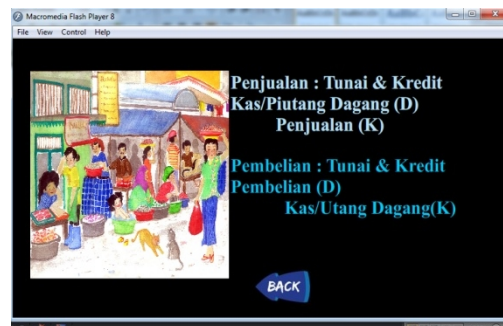 Macromedia Flash Player 8
File View Control Help
Penjualan : Tunai & Kredit
Kas/Piutang Dagang (D)
Penjualan (K)
Pembelian : Tunai & Kredit
Pembelian (D)
Kas/Utang Dagang(K)
BACK